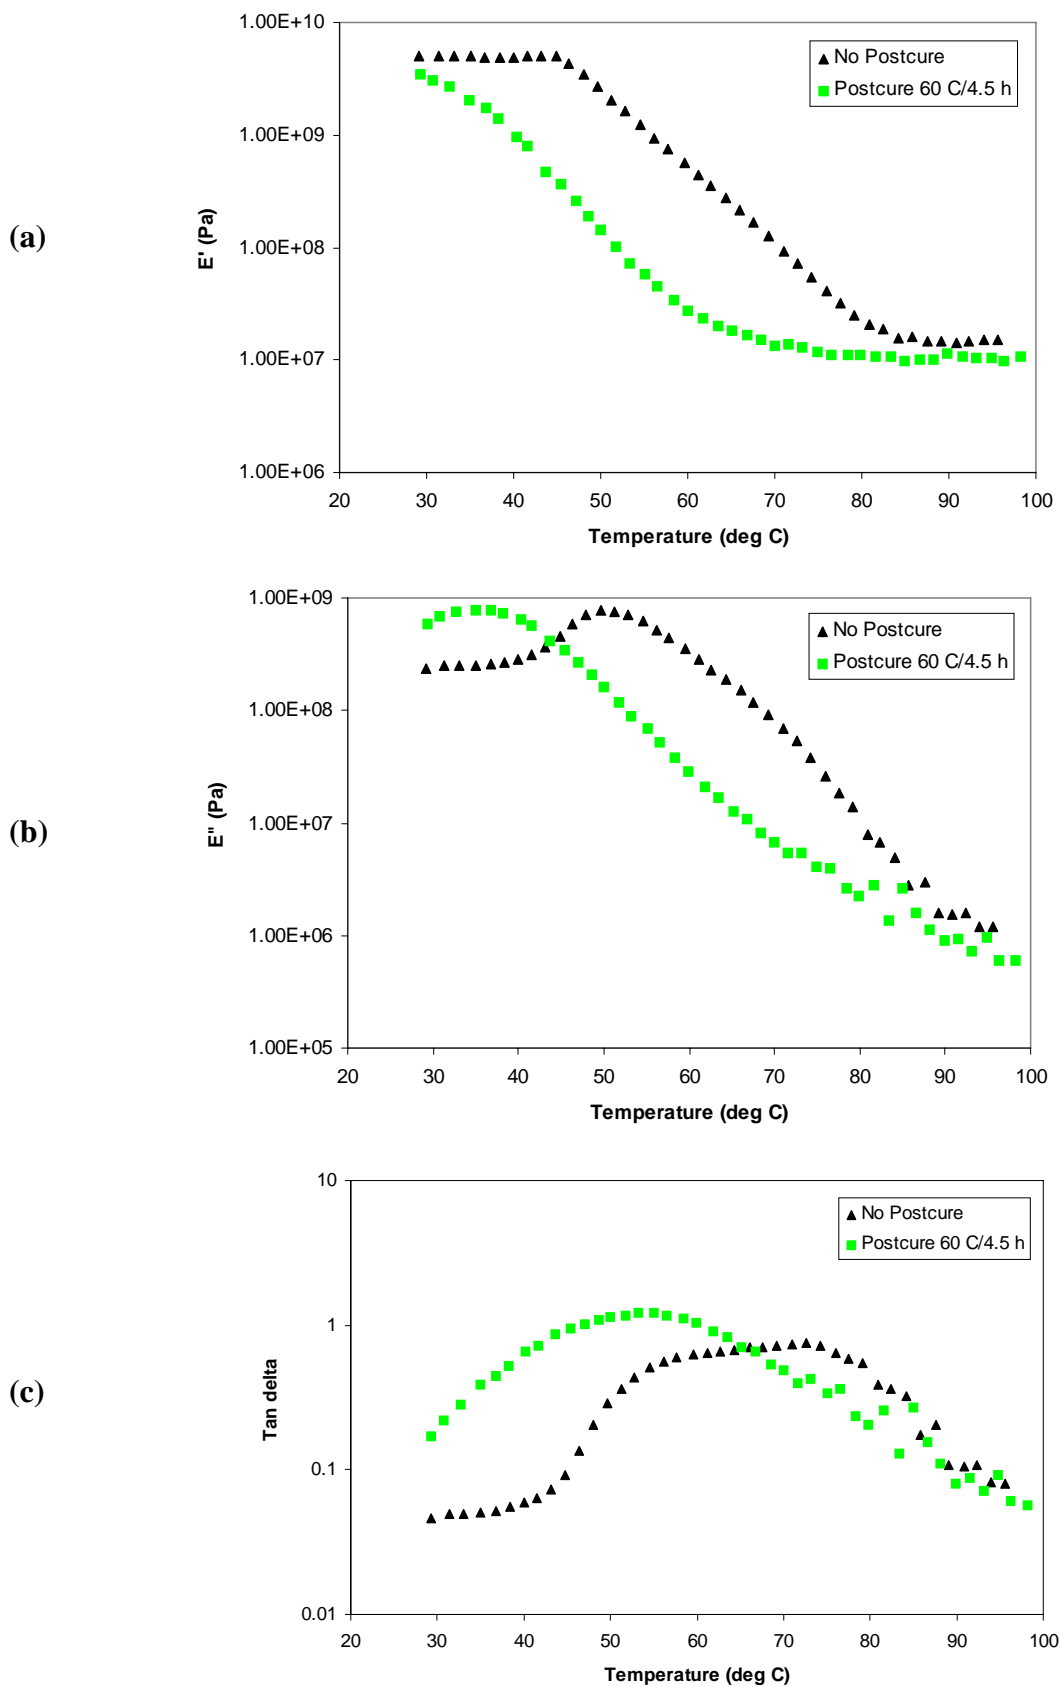 (a)
E' (Pa)
1.00E+10
1.00E+09
1.00E+08
1.00E+07
1.00E+06
20 30 40 50 60 70 80 90 100
Temperature (deg C)
No Postcure
Postcure 60 C/4.5 h
(b)
E" (Pa)
1.00E+09
1.00E+08
1.00E+07
1.00E+06
1.00E+05
20 30 40 50 60 70 80 90 100
Temperature (deg C)
No Postcure
Postcure 60 C/4.5 h
(c)
Tan delta
10
1
0.1
0.01
20 30 40 50 60 70 80 90 100
Temperature (deg C)
No Postcure
Postcure 60 C/4.5 h